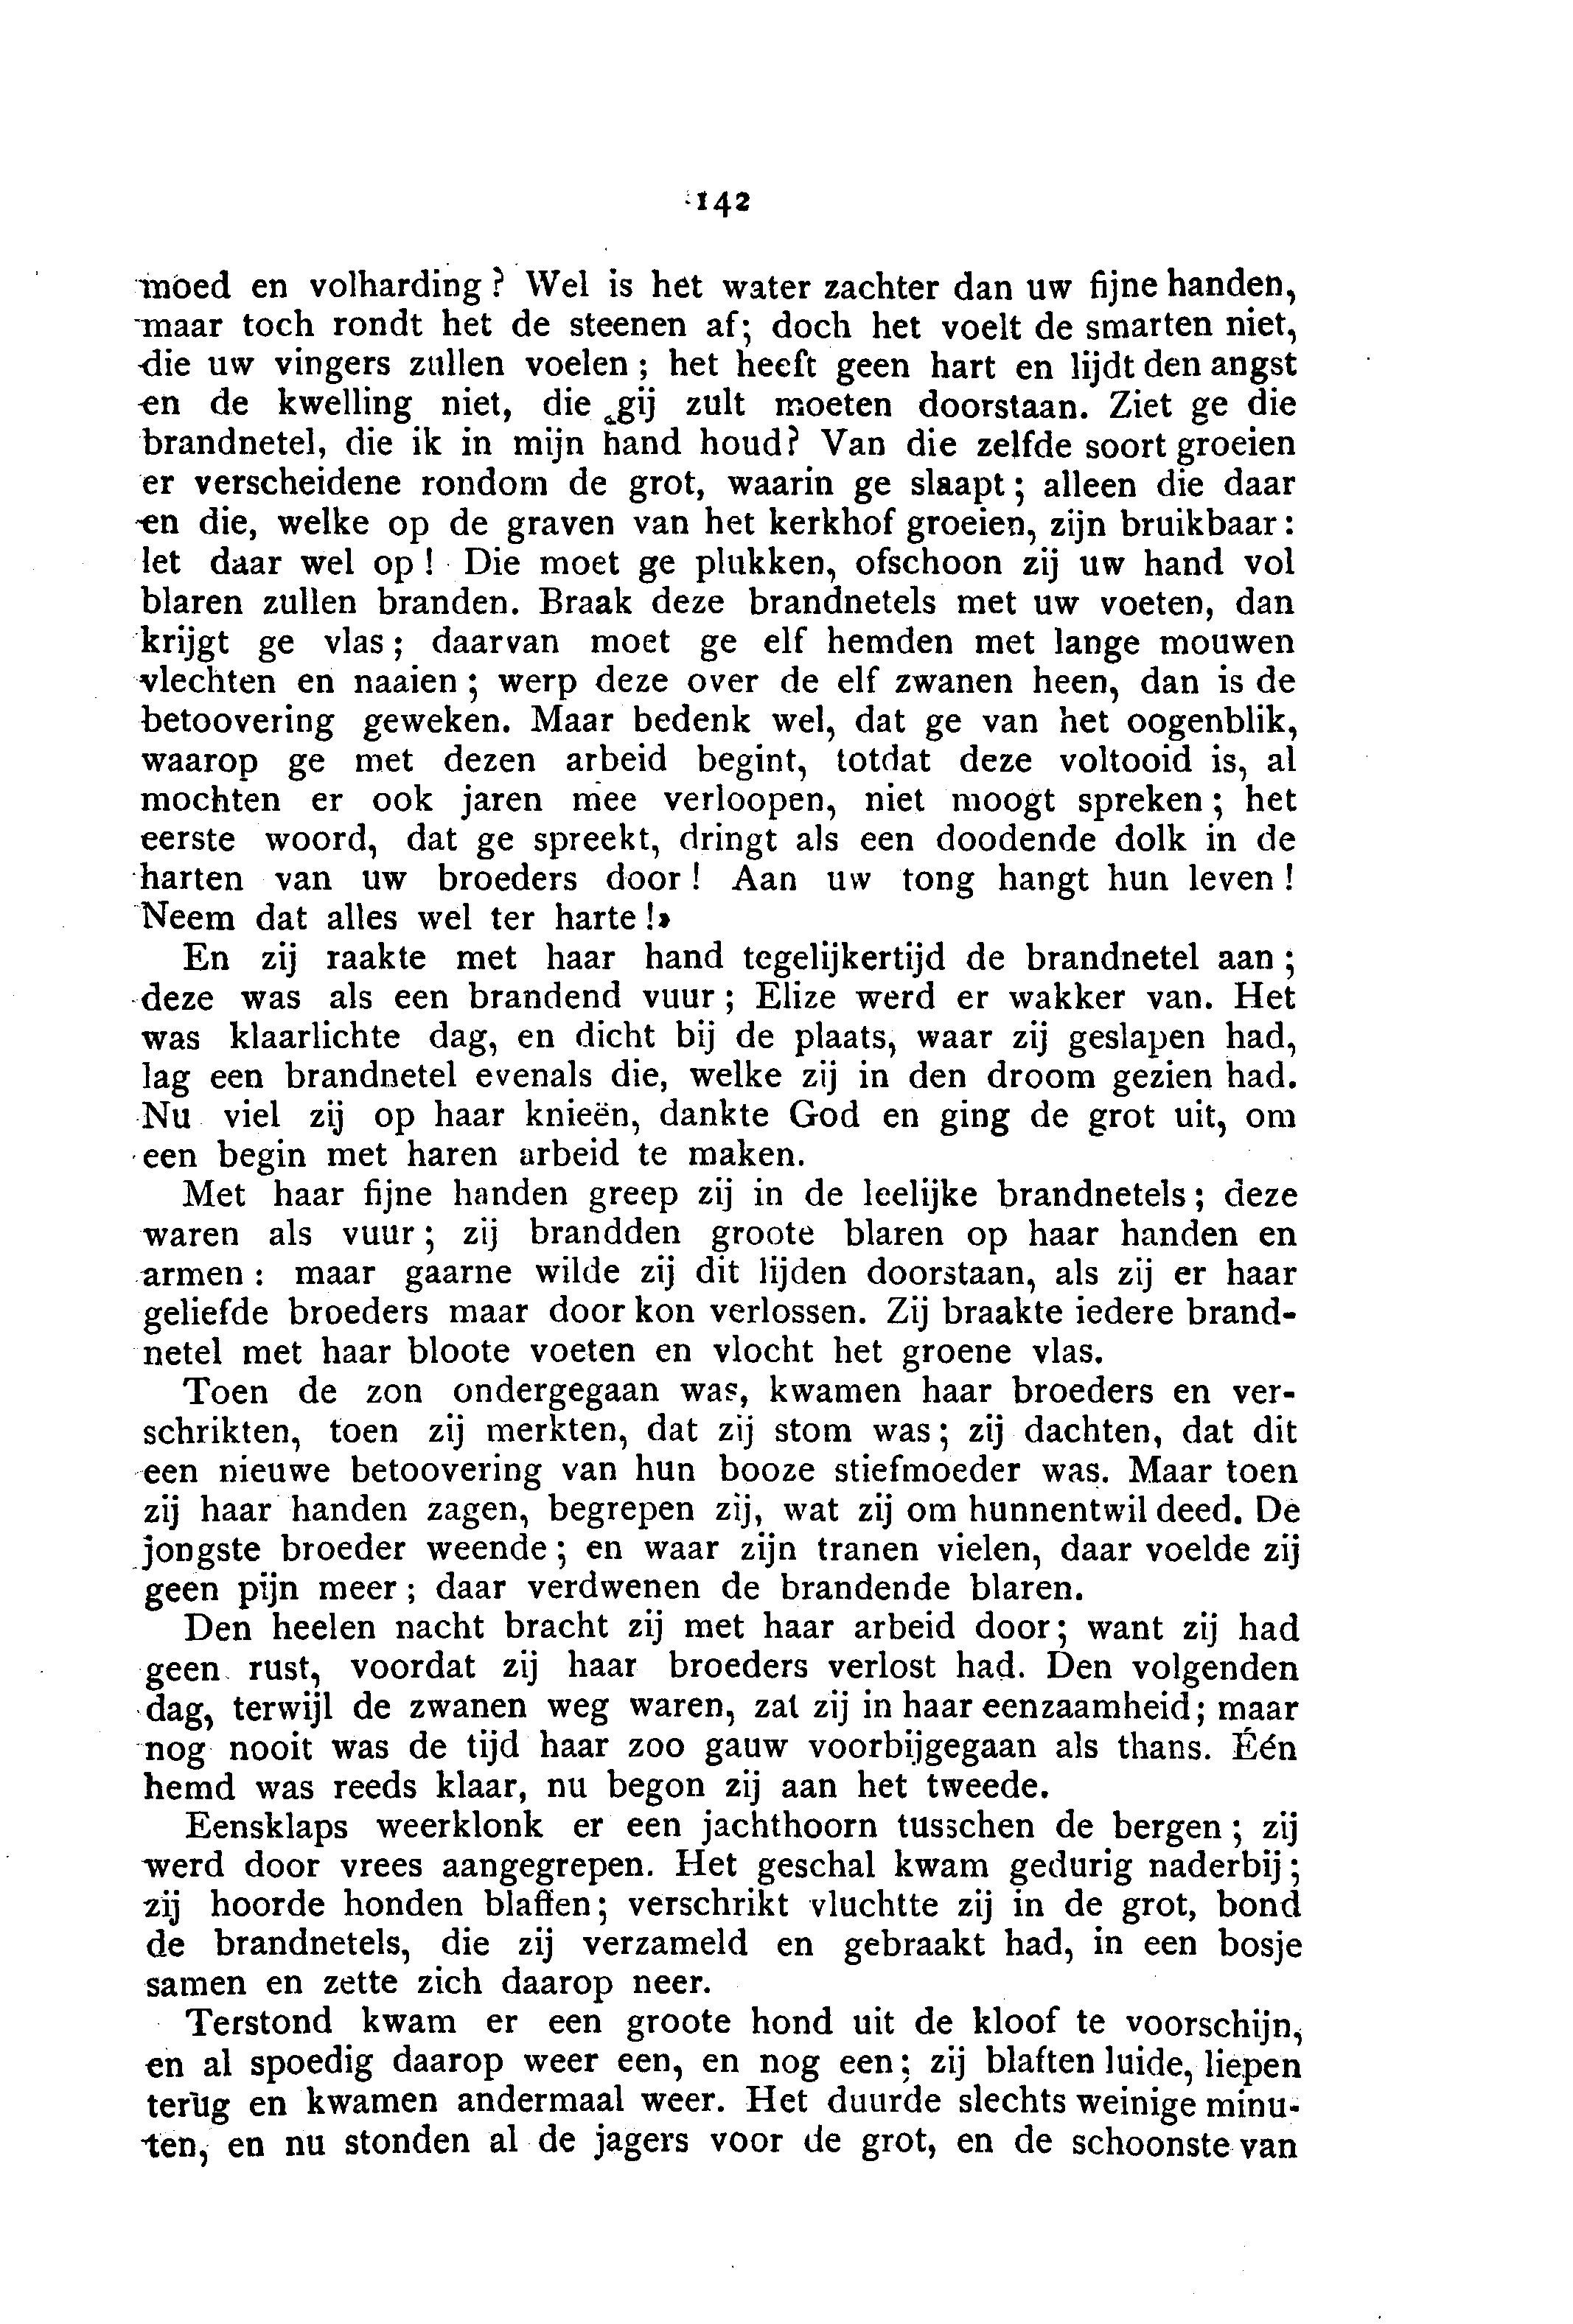 142
moed en volharding? Wel is het water zachter dan uw fijne handen,
maar toch rondt het de steenen af; doch het voelt de smarten niet,
die uw vingers zullen voelen; het heeft geen hart en lijdt den angst
en de kwelling niet, die gij zult moeten doorstaan. Ziet ge die
brandnetel, die ik in mijn hand houd? Van die zelfde soort groeien
er verscheidene rondom de grot, waarin ge slaapt; alleen die daar
en die, welke op de graven van het kerkhof groeien, zijn bruikbaar:
let daar wel op! Die moet ge plukken, ofschoon zij uw hand vol
blaren zullen branden. Braak deze brandnetels met uw voeten, dan
krijgt ge vlas; daarvan moet ge elf hemden met lange mouwen
vlechten en naaien; werp deze over de elf zwanen heen, dan is de
betoovering geweken. Maar bedenk wel, dat ge van het oogenblik,
waarop ge met dezen arbeid begint, totdat deze voltooid is, al
mochten er ook jaren mee verloopen, niet moogt spreken; het
eerste woord, dat ge spreekt, dringt als een doodende dolk in de
harten van uw broeders door! Aan uw tong hangt hun leven!
Neem dat alles wel ter harte!»
En zij raakte met haar hand tegelijkertijd de brandnetel aan;
deze was als een brandend vuur; Elize werd er wakker van. Het
was klaarlichte dag, en dicht bij de plaats, waar zij geslapen had,
lag een brandnetel evenals die, welke zij in den droom gezien had.
Nu viel zij op haar knieën, dankte God en ging de grot uit, om
een begin met haren arbeid te maken.
Met haar fijne handen greep zij in de leelijke brandnetels; deze
waren als vuur; zij brandden groote blaren op haar handen en
armen: maar gaarne wilde zij dit lijden doorstaan, als zij er haar
geliefde broeders maar door kon verlossen. Zij braakte iedere brand-
netel met haar bloote voeten en vlocht het groene vlas.
Toen de zon ondergegaan was, kwamen haar broeders en ver-
schrikten, toen zij merkten, dat zij stom was; zij dachten, dat dit
een nieuwe betoovering van hun booze stiefmoeder was. Maar toen
zij haar handen zagen, begrepen zij, wat zij om hunnentwil deed. De
jongste broeder weende; en waar zijn tranen vielen, daar voelde zij
geen pijn meer; daar verdwenen de brandende blaren.
Den heelen nacht bracht zij met haar arbeid door; want zij had
geen rust, voordat zij haar broeders verlost had. Den volgenden
dag, terwijl de zwanen weg waren, zat zij in haar eenzaamheid; maar
nog nooit was de tijd haar zoo gauw voorbijgegaan als thans. Één
hemd was reeds klaar, nu begon zij aan het tweede.
Eensklaps weerklonk er een jachthoorn tusschen de bergen; zij
werd door vrees aangegrepen. Het geschal kwam gedurig naderbij;
zij hoorde honden blaffen; verschrikt vluchtte zij in de grot, bond
de brandnetels, die zij verzameld en gebraakt had, in een bosje
samen en zette zich daarop neer.
Terstond kwam er een groote hond uit de kloof te voorschijn,
en al spoedig daarop weer een, en nog een; zij blaften luide, liepen
terug en kwamen andermaal weer. Het duurde slechts weinige minu-
ten, en nu stonden al de jagers voor de grot, en de schoonste van